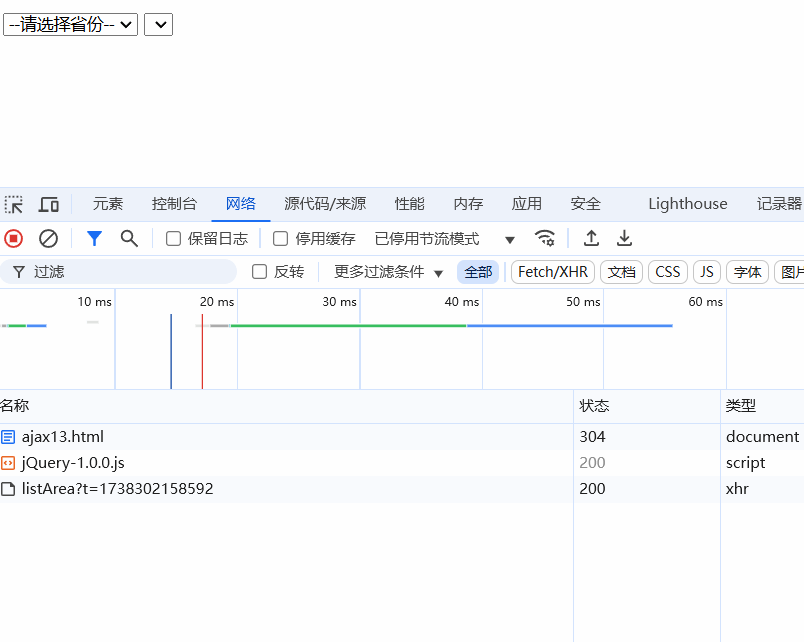 --请选择省份--
元素 控制台 网络 源代码/来源 性能 内存 应用 安全 Lighthouse 记录器
保留日志 停用缓存 已停用节流模式
过滤 反转 更多过滤条件 全部 Fetch/XHR 文档 CSS JS 字体 图片
10 ms 20 ms 30 ms 40 ms 50 ms 60 ms
名称 状态 类型
ajax13.html 304 document
jQuery-1.0.0.js 200 script
listArea?t=1738302158592 200 xhr